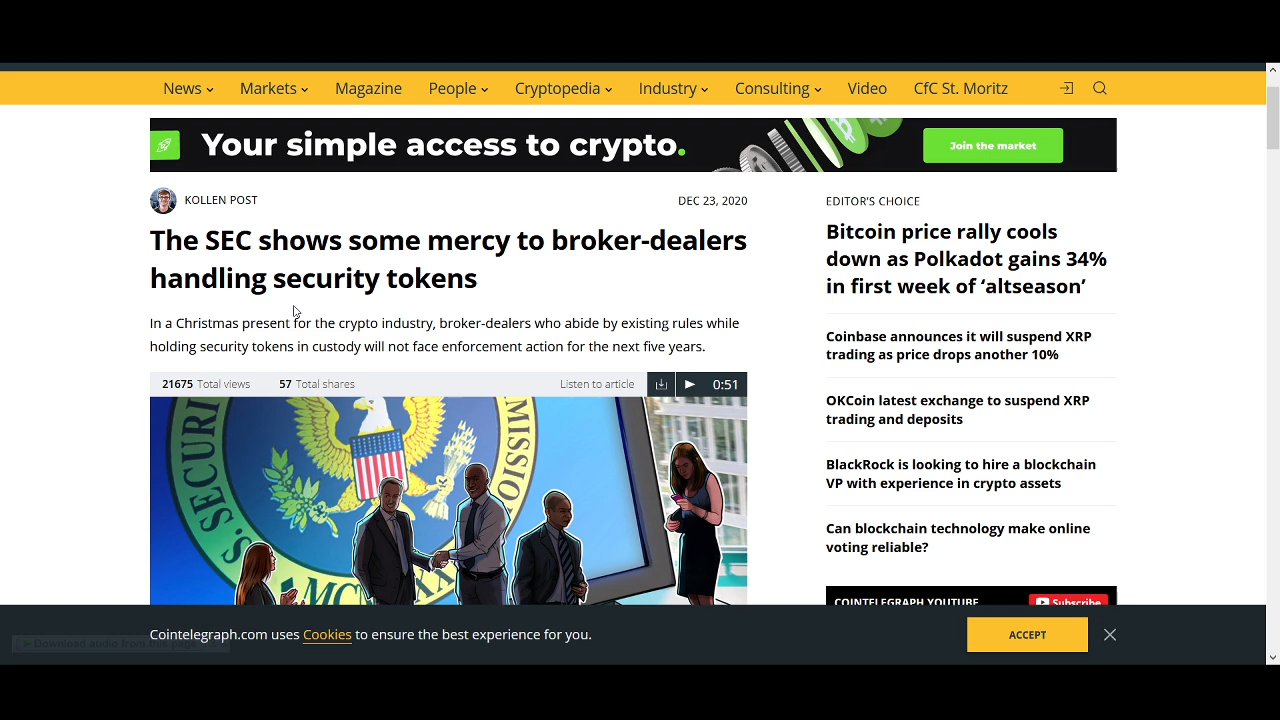 News Markets Magazine People Cryptopedia Industry Consulting Video CfC St. Moritz
Your simple access to crypto.
Join the market
KOLLEN POST
DEC 23, 2020
The SEC shows some mercy to broker-dealers
handling security tokens
In a Christmas present for the crypto industry, broker-dealers who abide by existing rules while
holding security tokens in custody will not face enforcement action for the next five years.
21675 Total views 57 Total shares Listen to article 0:51
EDITOR'S CHOICE
Bitcoin price rally cools
down as Polkadot gains 34%
in first week of ‘altseason’
Coinbase announces it will suspend XRP
trading as price drops another 10%
OKCoin latest exchange to suspend XRP
trading and deposits
BlackRock is looking to hire a blockchain
VP with experience in crypto assets
Can blockchain technology make online
voting reliable?
COINTELEGRAPH YOUTUBE Subscribe
Cointelegraph.com uses Cookies to ensure the best experience for you.
ACCEPT
Download audio from this page